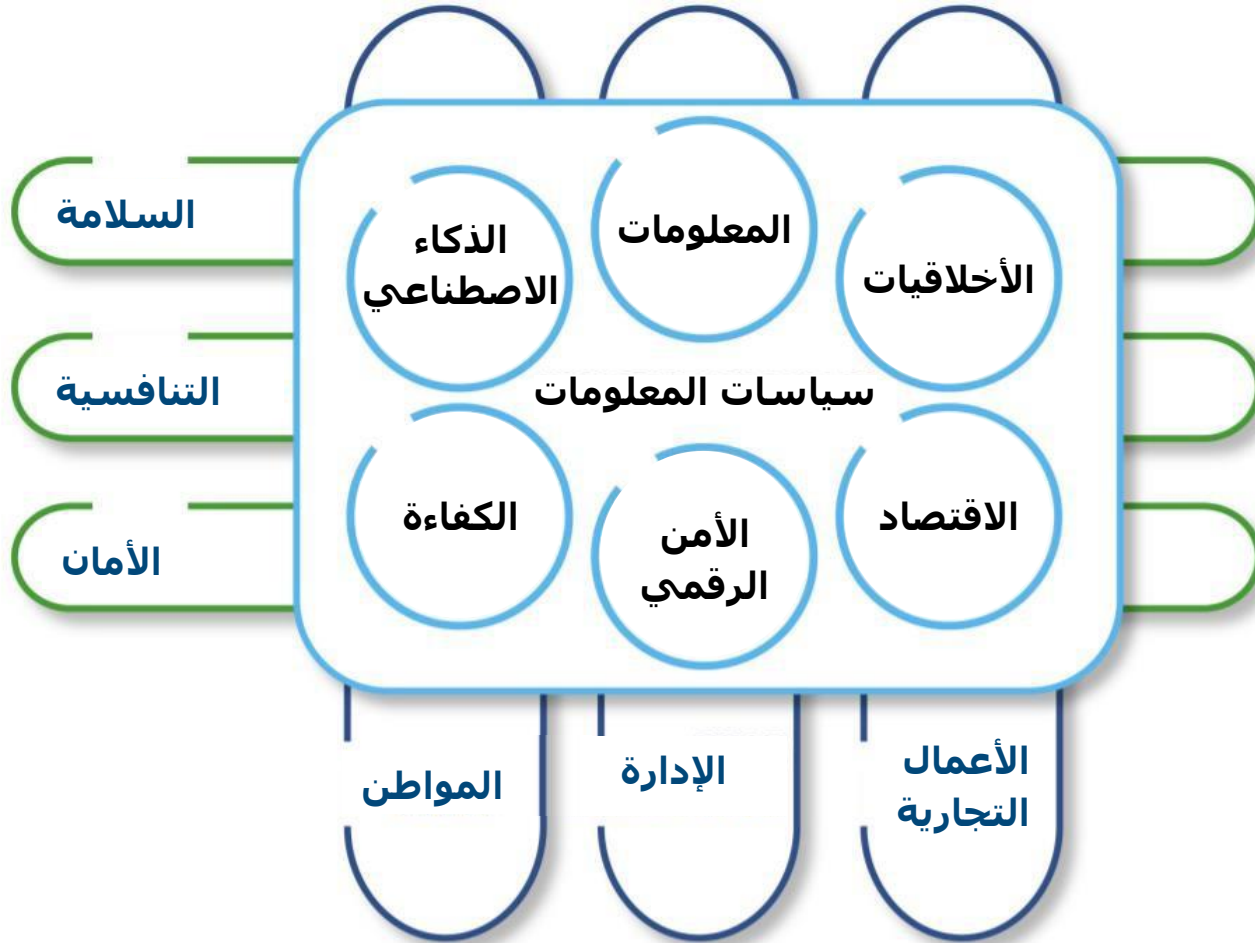 المعلومات
الأخلاقيات
الذكاء
الاصطناعي
السلامة
سياسات المعلومات
التنافسية
الاقتصاد
الأمن
الرقمي
الكفاءة
الأمان
الأعمال
التجارية
الإدارة
المواطن